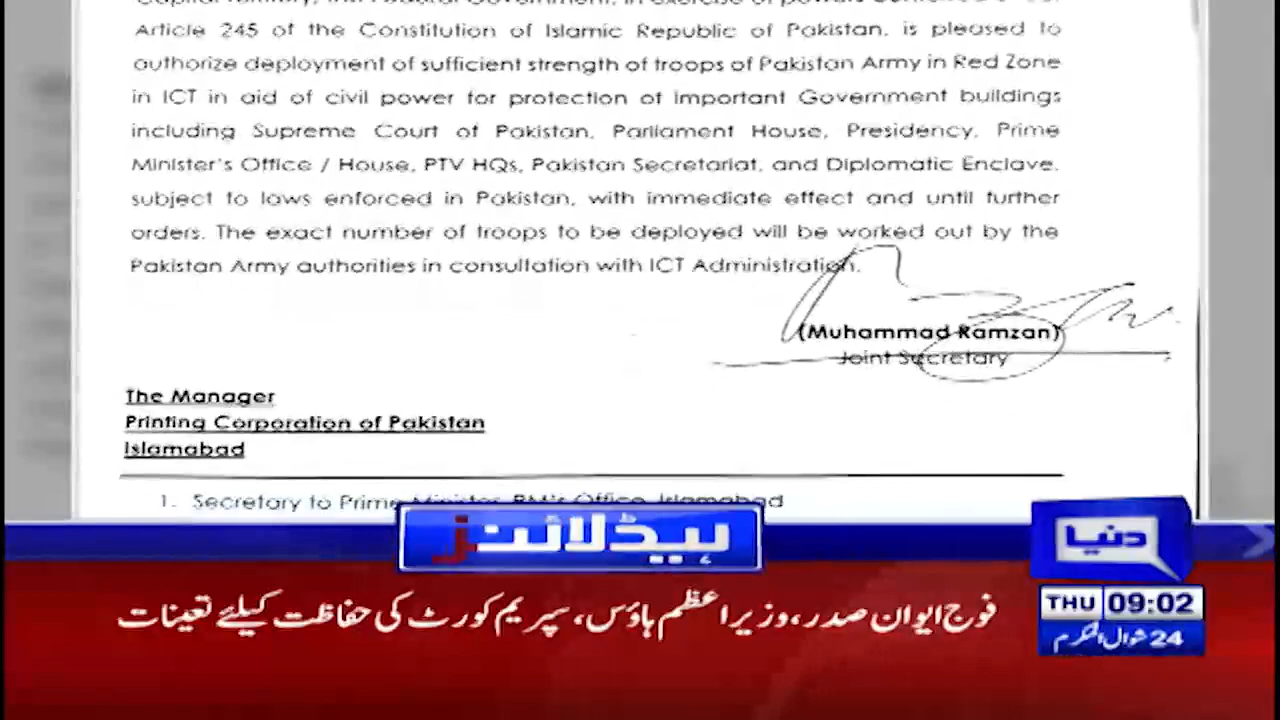 Article 245 of the Constitution of Islamic Republic of Pakistan, is pleased to
authorize deployment of sufficient strength of troops of Pakistan Army in Red Zone
in ICT in aid of civil power for protection of Important Government buildings
including Supreme Court of Pakistan, Parliament House, Presidency, Prime
Minister's Office / House, PTV HQs, Pakistan Secretariat, and Diplomatic Enclave,
subject to laws enforced in Pakistan, with immediate effect and until further
orders. The exact number of troops to be deployed will be worked out by the
Pakistan Army authorities in consultation with ICT Administration.
(Muhammad Ramzan)
Joint Secretary
The Manager
Printing Corporation of Pakistan
Islamabad
1. Secretary to Prime Minister, PM's Office, Islamabad
ہیڈلائنز
دنیا
فوج ایوان صدر، وزیراعظم ہاؤس، سپریم کورٹ کی حفاظت کیلئے تعینات
THU 09:02
24 شوال المکرم